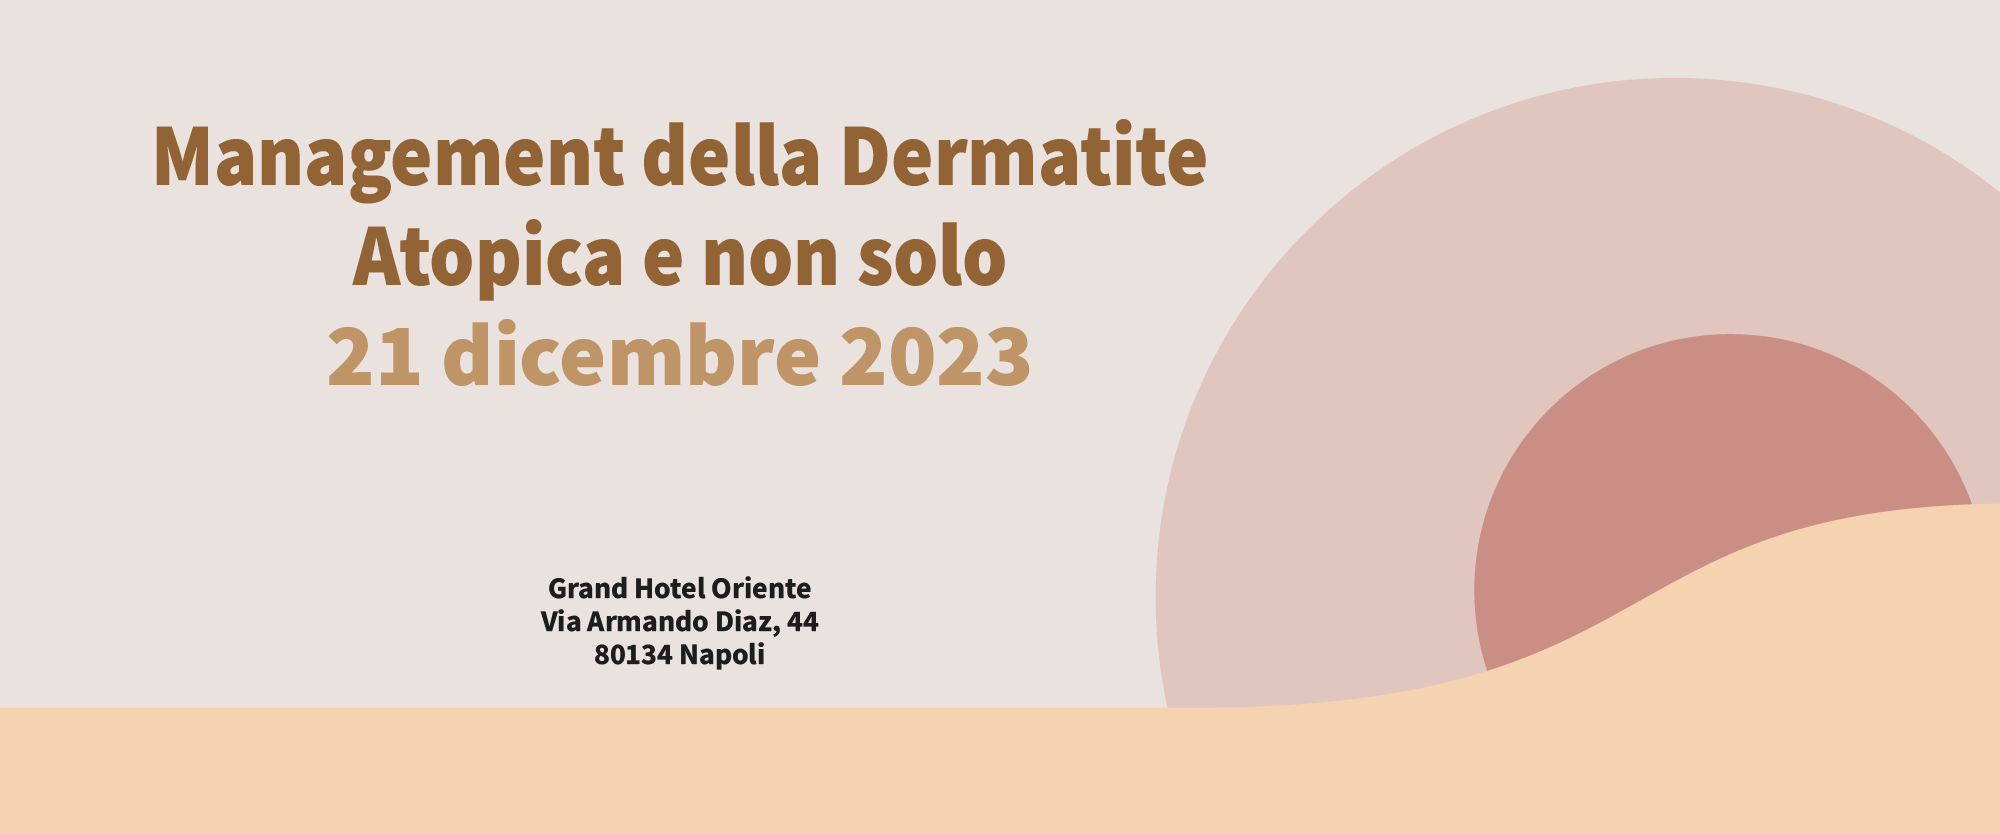 Management della Dermatite
Atopica e non solo
21 dicembre 2023
Grand Hotel Oriente
Via Armando Diaz, 44
80134 Napoli